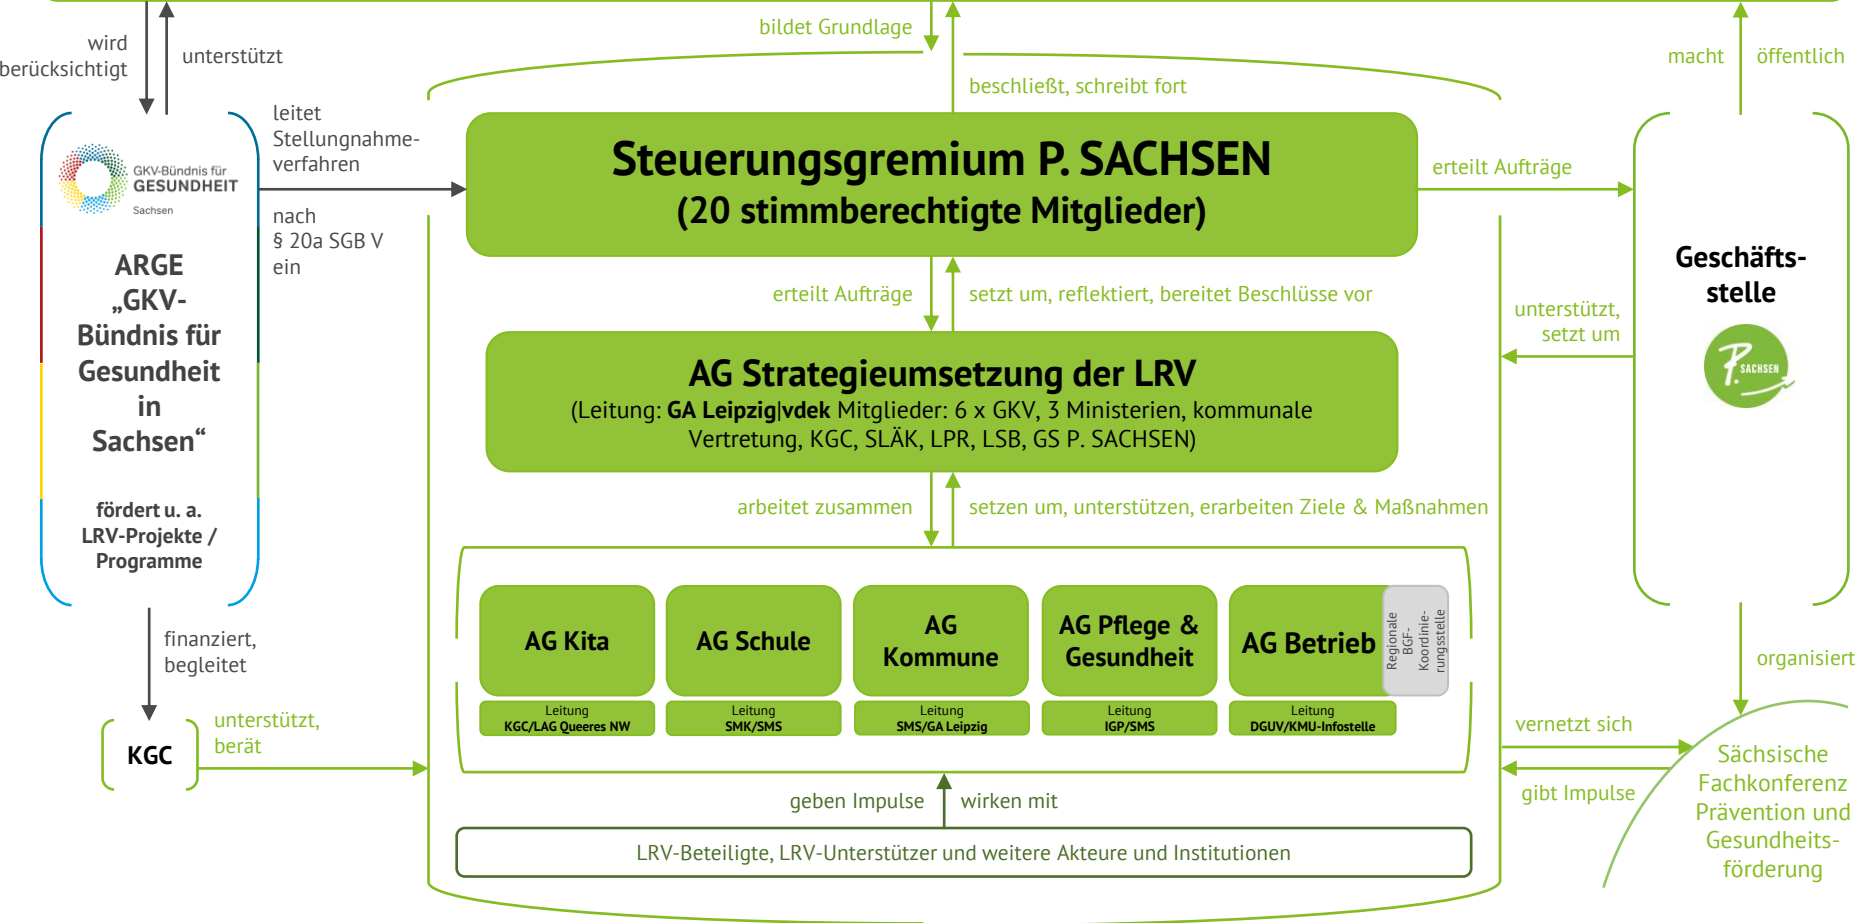 bildet Grundlage
wird
berücksichtigt
unterstützt
macht
öffentlich
beschließt, schreibt fort
leitet
Stellungnahme-
verfahren
nach
§ 20a SGB V
ein
GKV-Bündnis für
GESUNDHEIT
Sachsen
ARGE
„GKV-
Bündnis für
Gesundheit
in
Sachsen“
fördert u. a.
LRV-Projekte /
Programme
Steuerungsgremium P. SACHSEN
(20 stimmberechtigte Mitglieder)
erteilt Aufträge
Geschäfts-
stelle
P. SACHSEN
erteilt Aufträge
setzt um, reflektiert, bereitet Beschlüsse vor
unterstützt,
setzt um
AG Strategieumsetzung der LRV
(Leitung: GA Leipzig|vdek Mitglieder: 6 x GKV, 3 Ministerien, kommunale
Vertretung, KGC, SLÄK, LPR, LSB, GS P. SACHSEN)
arbeitet zusammen
setzen um, unterstützen, erarbeiten Ziele & Maßnahmen
AG Kita
Leitung
KGC/LAG Queeres NW
AG Schule
Leitung
SMK/SMS
AG
Kommune
Leitung
SMS/GA Leipzig
AG Pflege &
Gesundheit
Leitung
IGP/SMS
AG Betrieb
Leitung
DGUV/KMU-Infostelle
Regionale
BGF-
Koordinie-
rungsstelle
finanziert,
begleitet
KGC
unterstützt,
berät
organisiert
vernetzt sich
gibt Impulse
Sächsische
Fachkonferenz
Prävention und
Gesundheits-
förderung
geben Impulse
wirken mit
LRV-Beteiligte, LRV-Unterstützer und weitere Akteure und Institutionen